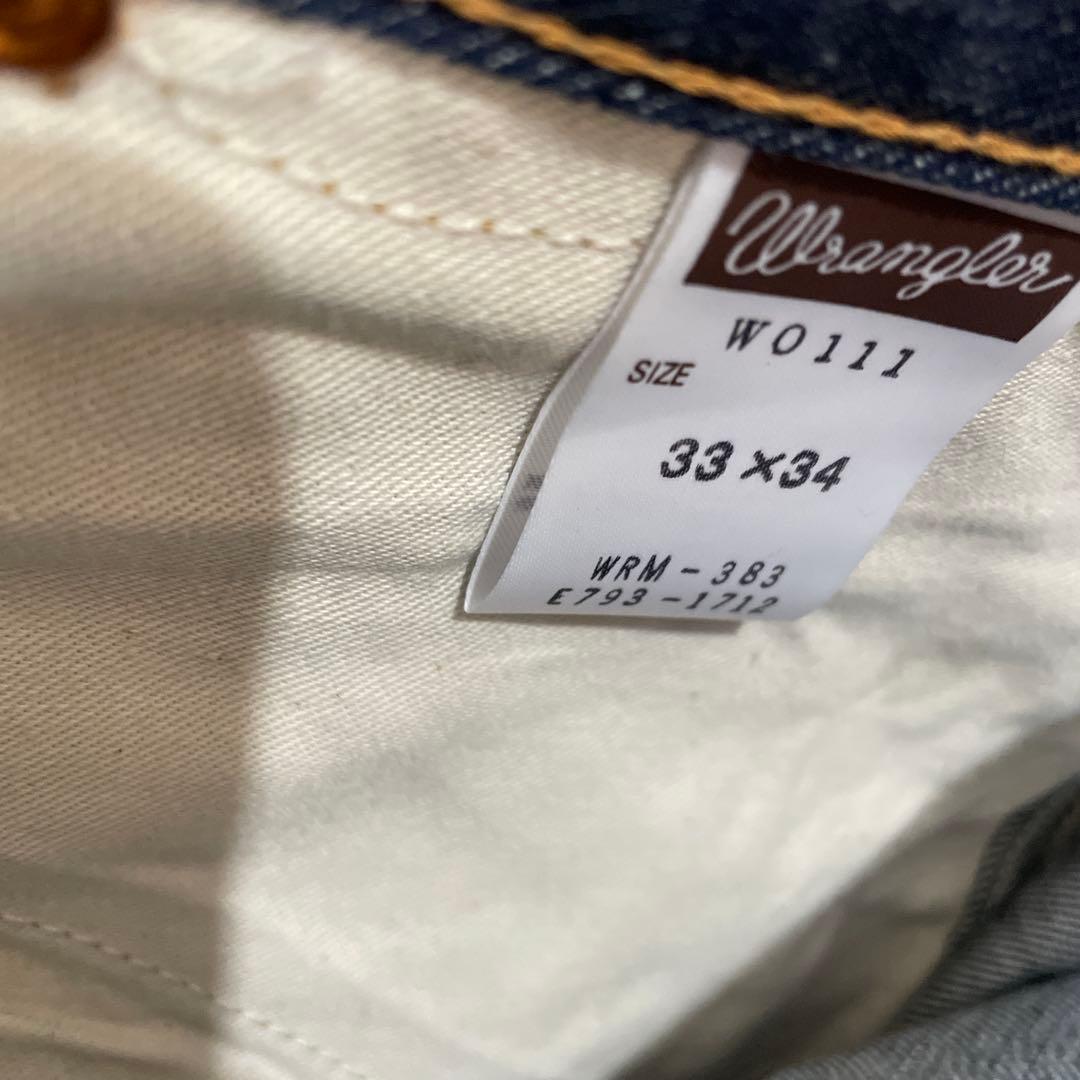 Wrangler
WO111
SIZE
33×34
WRM-383
E793-1712